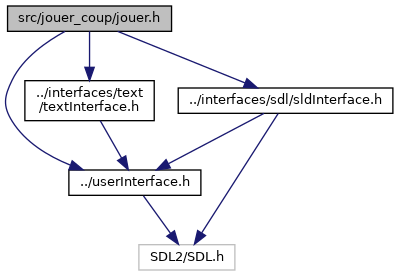 src/jouer_coup/jouer.h
../interfaces/text
/textInterface.h
../interfaces/sdl/sldInterface.h
../userInterface.h
SDL2/SDL.h